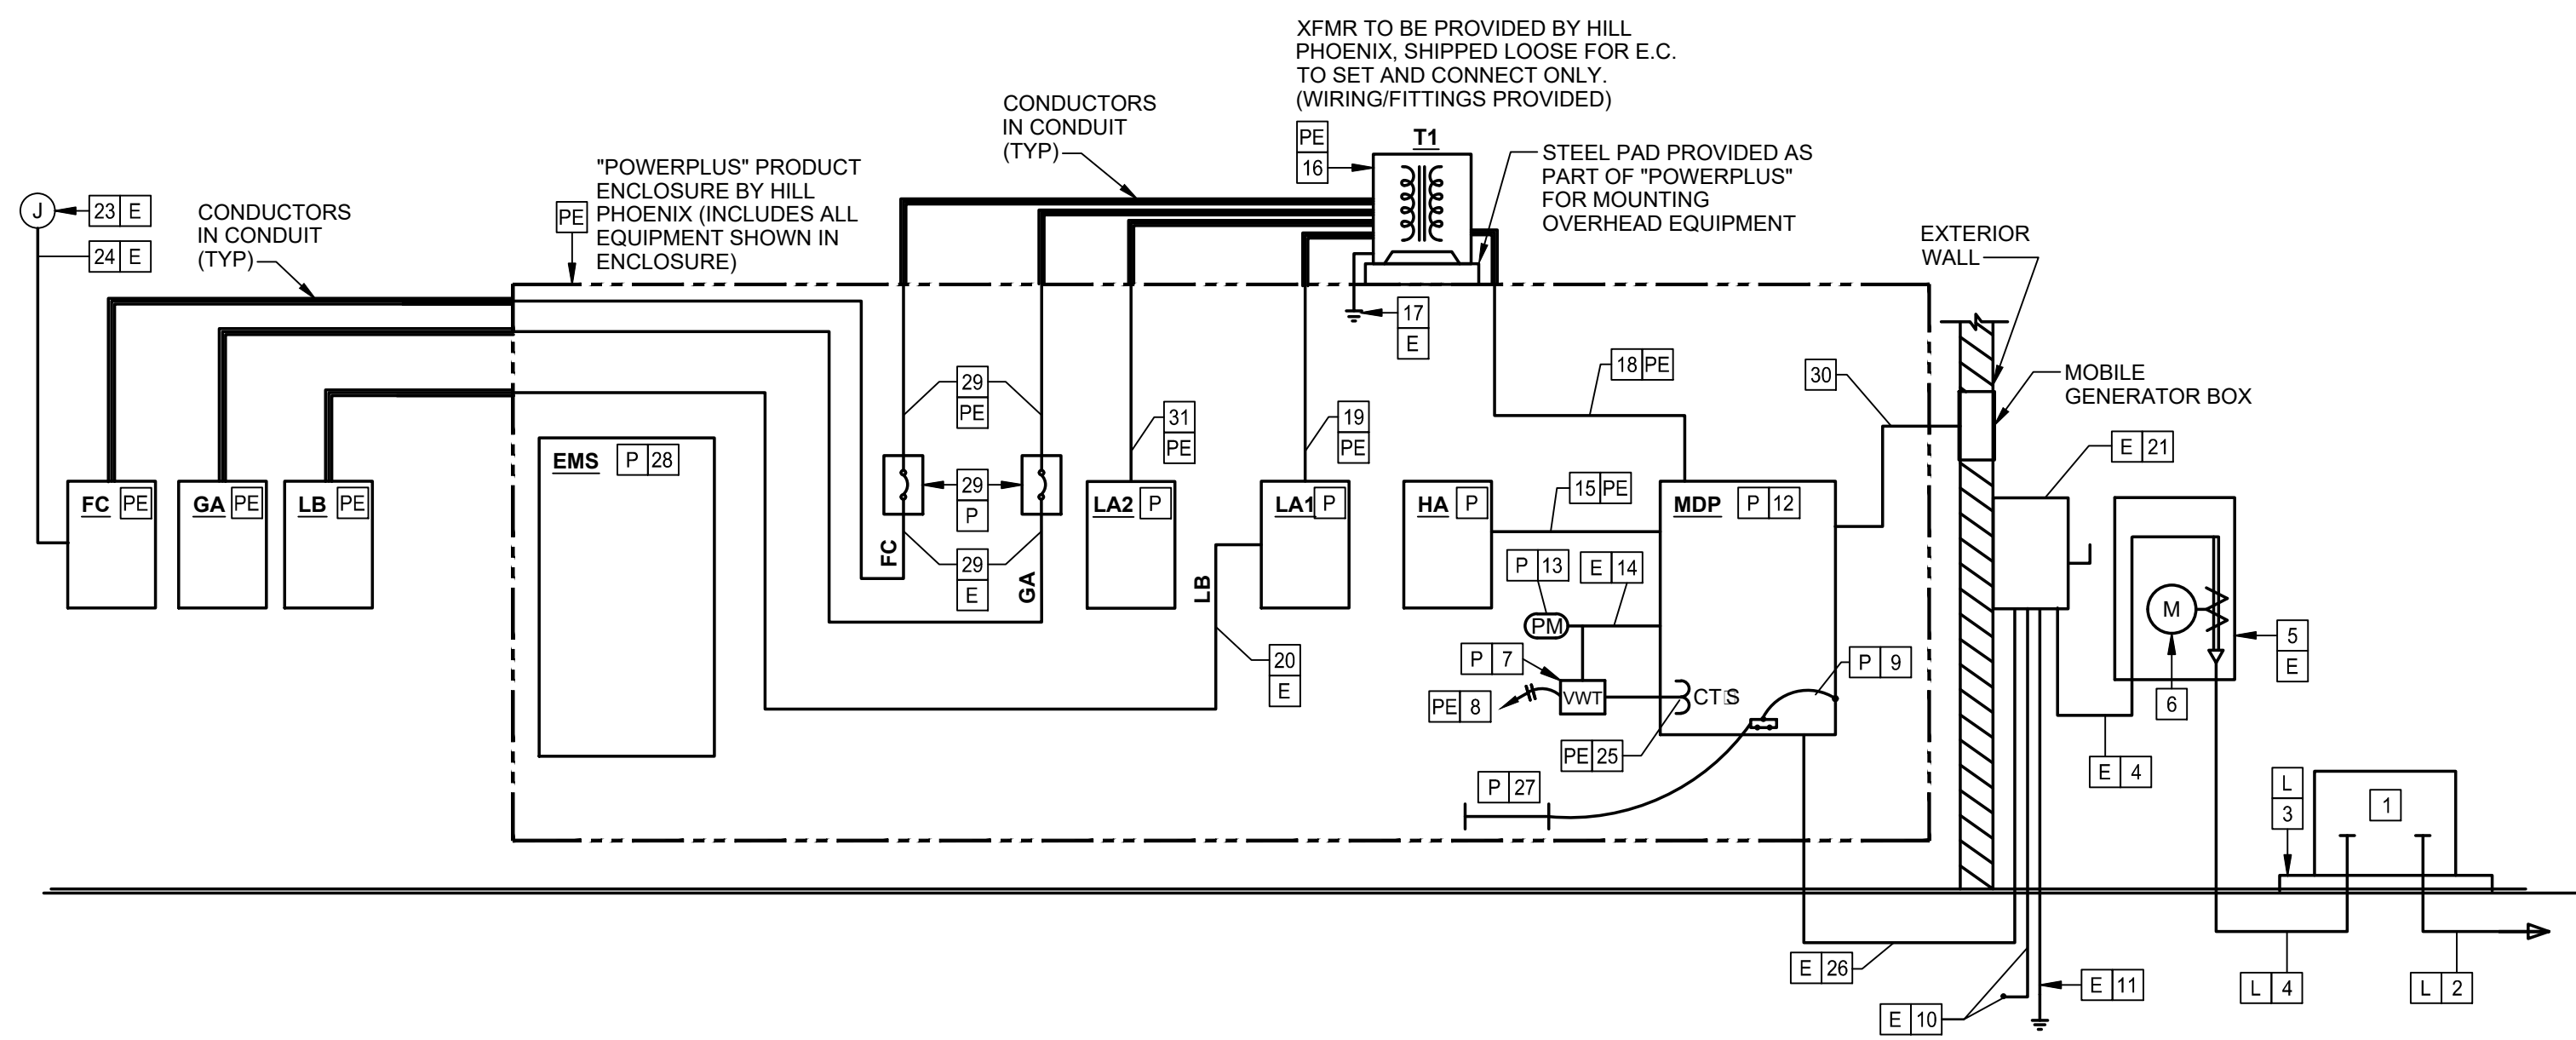 XFMR TO BE PROVIDED BY HILL
PHOENIX, SHIPPED LOOSE FOR E.C.
TO SET AND CONNECT ONLY.
(WIRING/FITTINGS PROVIDED)
CONDUCTORS
IN CONDUIT
(TYP)
PE
16
T1
STEEL PAD PROVIDED AS
PART OF "POWERPLUS"
FOR MOUNTING
OVERHEAD EQUIPMENT
"POWERPLUS" PRODUCT
ENCLOSURE BY HILL
PHOENIX (INCLUDES ALL
EQUIPMENT SHOWN IN
ENCLOSURE)
PE
J
23 E
24 E
CONDUCTORS
IN CONDUIT
(TYP)
EXTERIOR
WALL
17
E
18 PE
30
MOBILE
GENERATOR BOX
29
PE
31
PE
19
PE
E 21
EMS
P 28
29
P
15 PE
FC PE
GA PE
LB PE
LA2 P
LA1 P
HA P
MDP
P 12
FC
29
E
GA
LB
P 13
E 14
PM
M
5
E
20
E
P 7
P 9
PE 8
VWT
CT S
6
PE 25
P 27
E 4
L
3
1
E 26
E 11
E 10
L 4
L 2